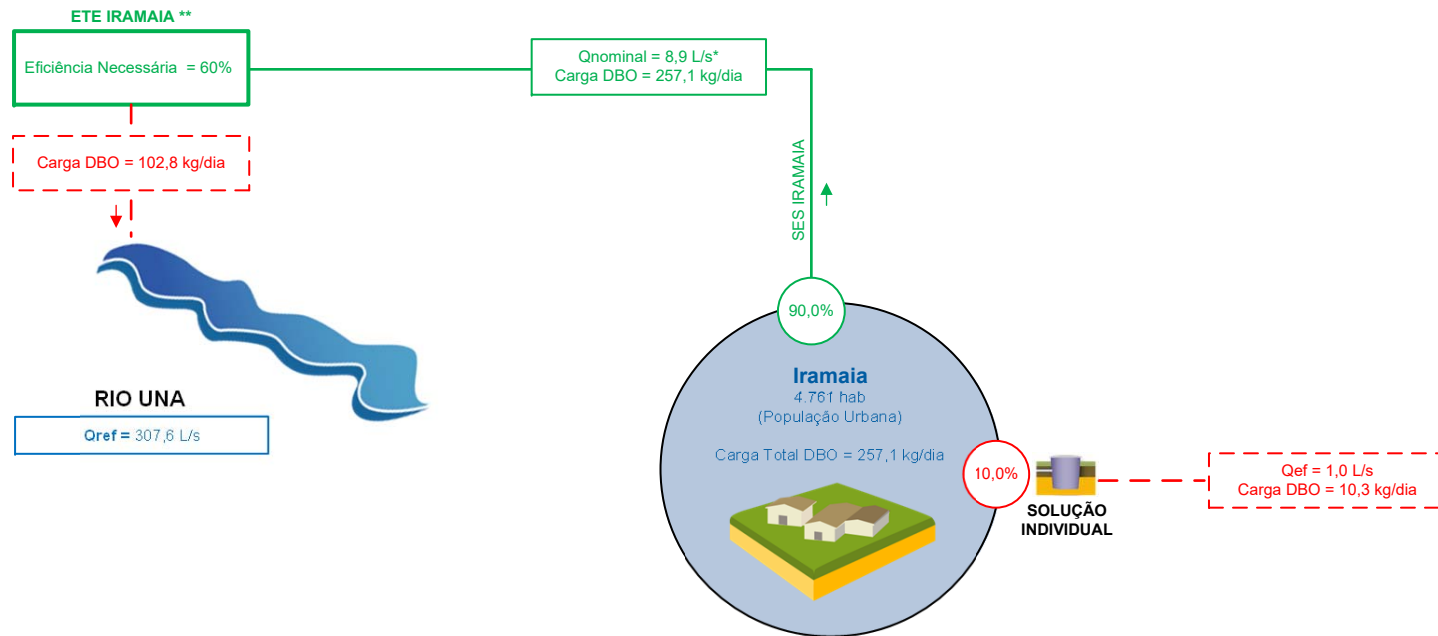 ETE IRAMAIA **
Eficiência Necessária = 60%
Qnominal = 8,9 L/s*
Carga DBO = 257,1 kg/dia
Carga DBO = 102,8 kg/dia
SES IRAMAIA
RIO UNA
Qref = 307,6 L/s
90,0%
Iramaia
4.761 hab
(População Urbana)
Carga Total DBO = 257,1 kg/dia
10,0%
SOLUÇÃO
INDIVIDUAL
Qef = 1,0 L/s
Carga DBO = 10,3 kg/dia